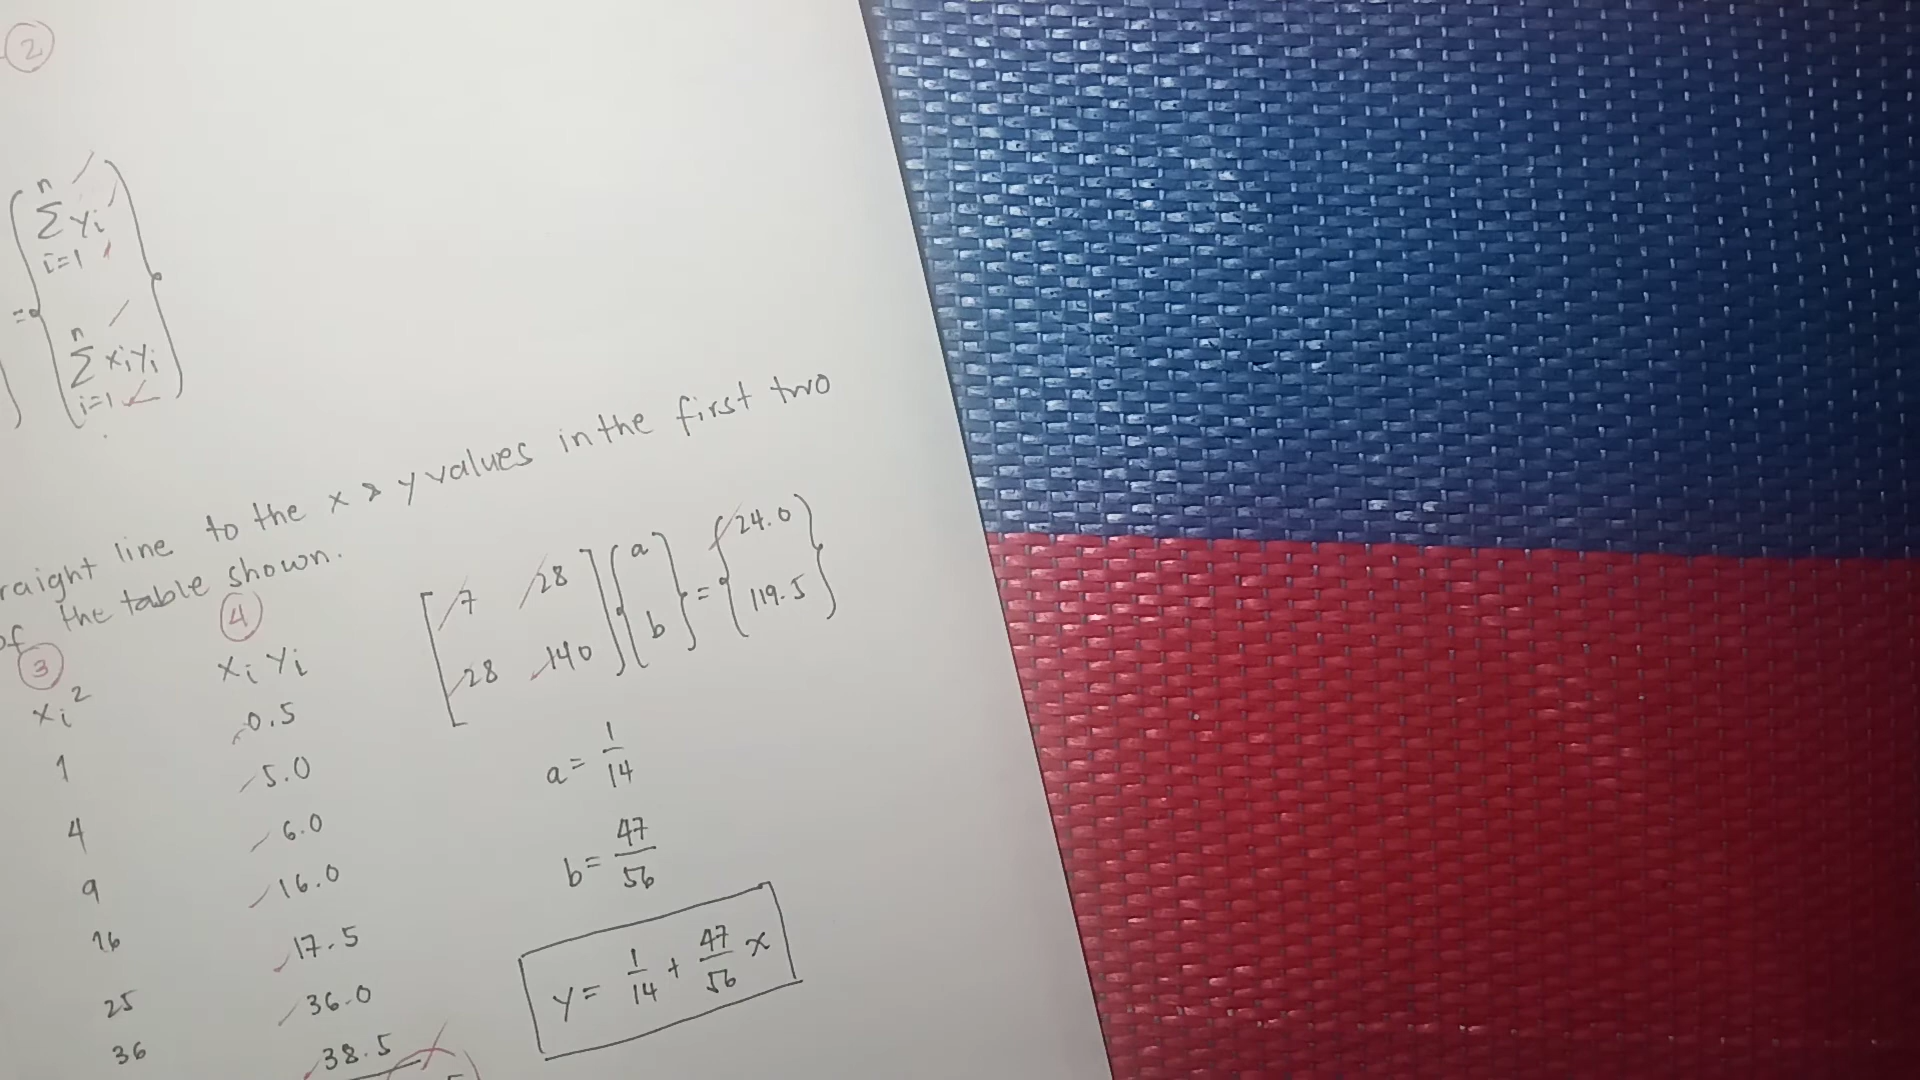 2
n
Σ yi
i=1
=
n
Σ xiyi
i=1
raight line to the x & y values in the first two
of the table shown.
3 4
xi² xi yi
1 0.5
4 5.0
9 6.0
16 16.0
25 17.5
36 36.0
38.5
[7 28] {a} = {24.0}
[28 140] {b} {119.5}
a = 1/14
b = 47/56
y = 1/14 + 47/56 x